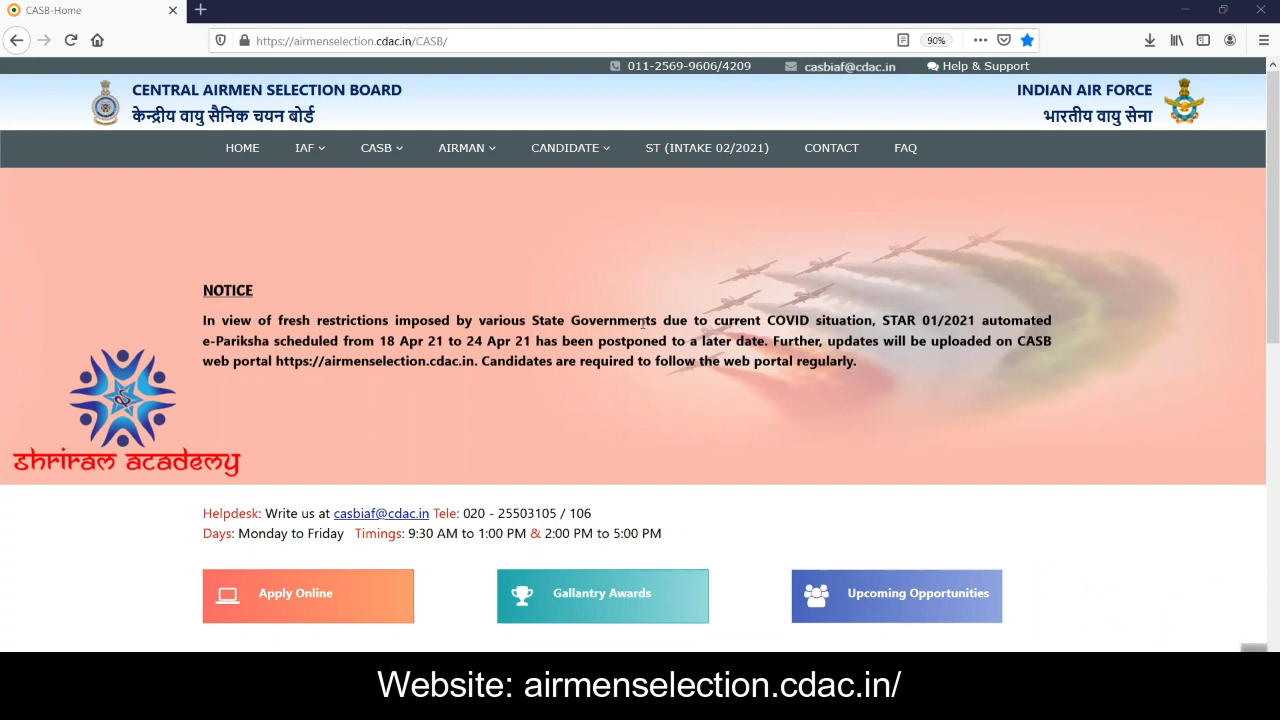 CASB-Home
https://airmenselection.cdac.in/CASB/
90%
011-2569-9606/4209 casbiaf@cdac.in Help & Support
CENTRAL AIRMEN SELECTION BOARD
केन्द्रीय वायु सैनिक चयन बोर्ड
INDIAN AIR FORCE
भारतीय वायु सेना
HOME IAF CASB AIRMAN CANDIDATE ST (INTAKE 02/2021) CONTACT FAQ
NOTICE
In view of fresh restrictions imposed by various State Governments due to current COVID situation, STAR 01/2021 automated
e-Pariksha scheduled from 18 Apr 21 to 24 Apr 21 has been postponed to a later date. Further, updates will be uploaded on CASB
web portal https://airmenselection.cdac.in. Candidates are required to follow the web portal regularly.
SHRIRAM ACADEMY
Helpdesk: Write us at casbiaf@cdac.in Tele: 020 - 25503105 / 106
Days: Monday to Friday Timings: 9:30 AM to 1:00 PM & 2:00 PM to 5:00 PM
Apply Online
Gallantry Awards
Upcoming Opportunities
Website: airmenselection.cdac.in/